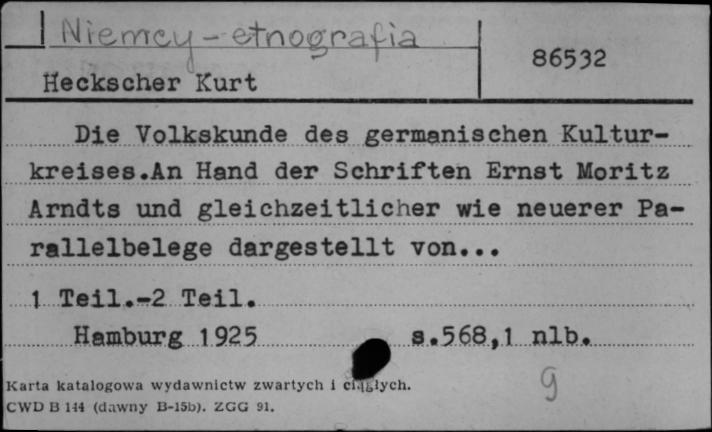 Niemcy - etnografia
86532
Heckscher Kurt
Die Volkskunde des germanischen Kultur-
kreises.An Hand der Schriften Ernst Moritz
Arndts und gleichzeitlicher wie neuerer Pa-
rallelbelege dargestellt von...
1 Teil.-2 Teil.
Hamburg 1925 s.568,1 nlb.
Karta katalogowa wydawnictw zwartych i ciągłych.
CWD B 144 (dawny B-15b). ZGG 91.
g